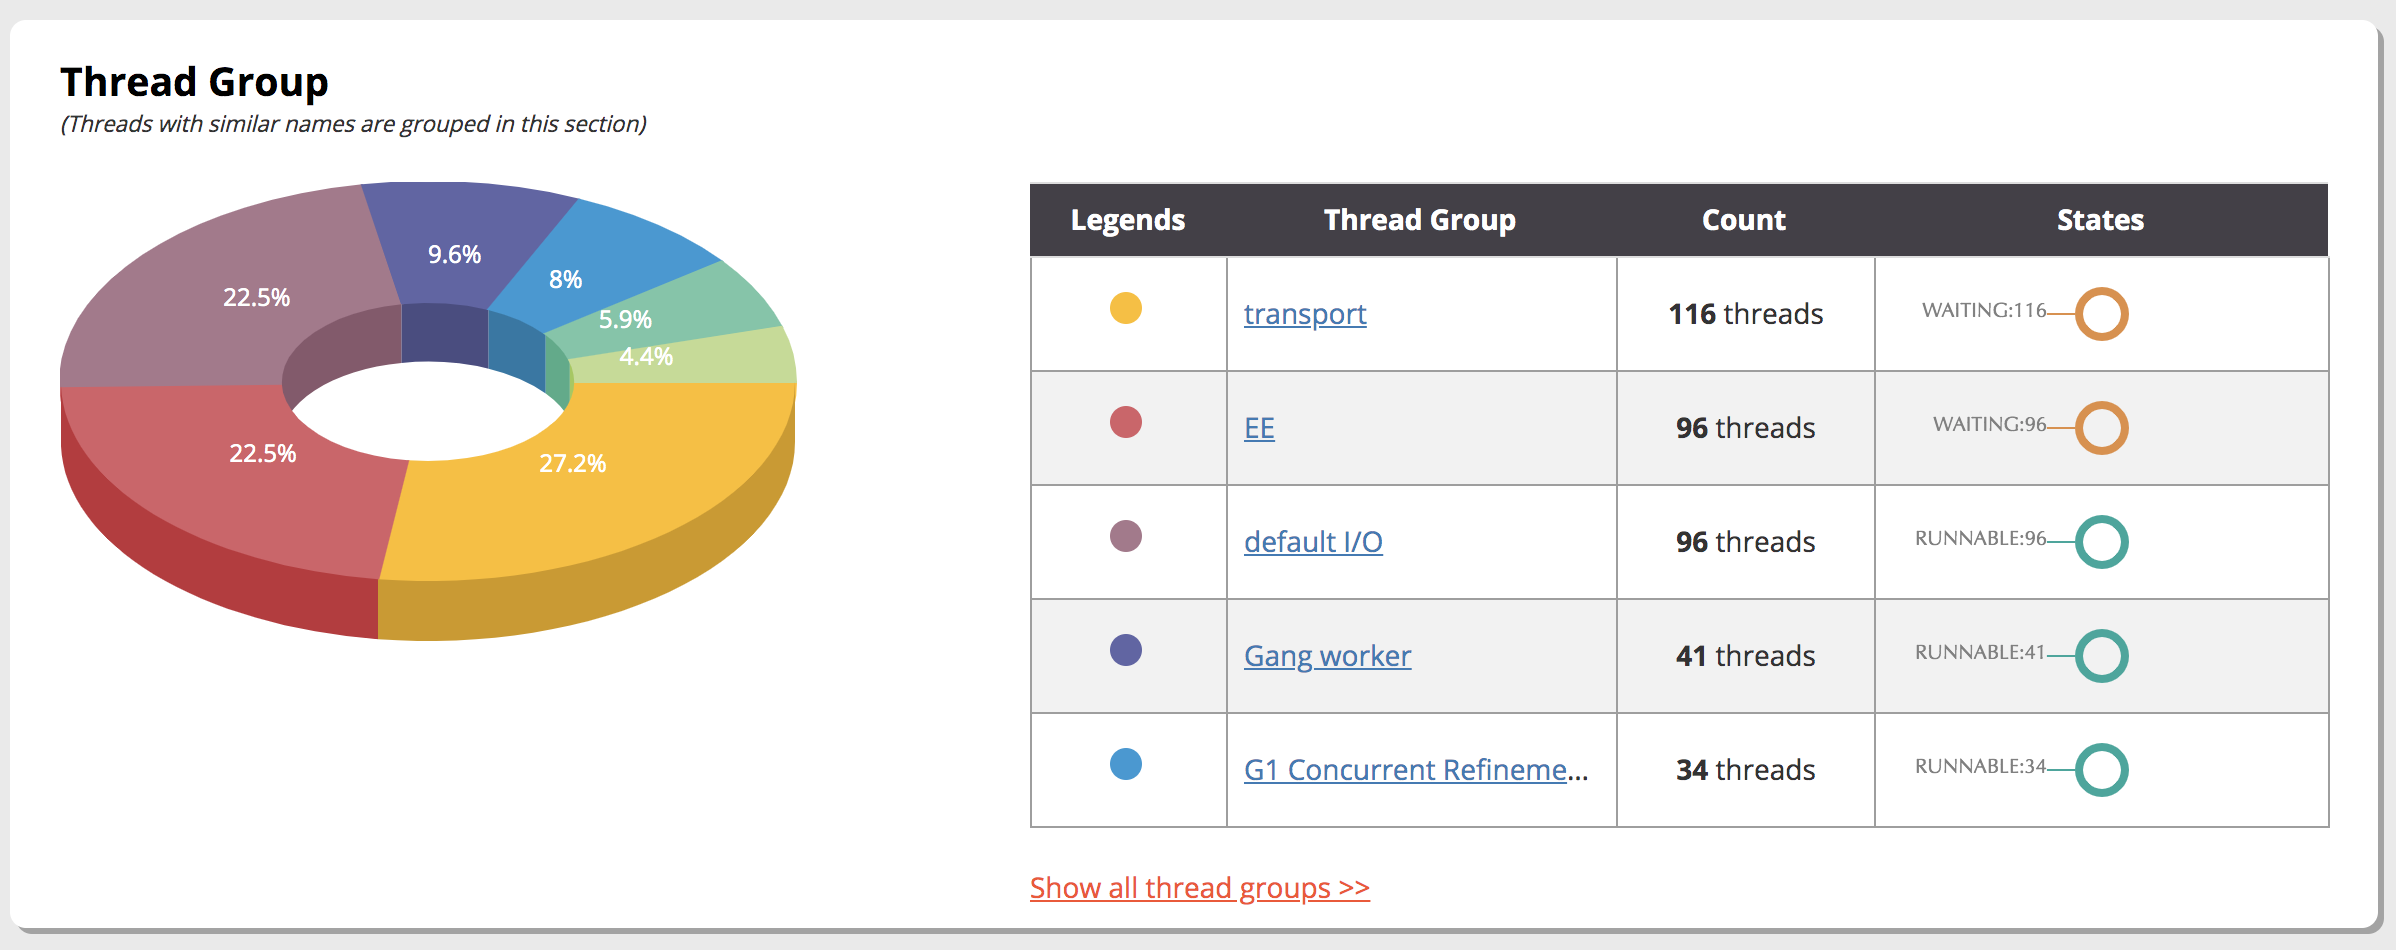 Thread Group
(Threads with similar names are grouped in this section)
9.6%
8%
22.5%
5.9%
4.4%
22.5%
27.2%
Legends Thread Group Count States
transport 116 threads WAITING:116
EE 96 threads WAITING:96
default I/O 96 threads RUNNABLE:96
Gang worker 41 threads RUNNABLE:41
G1 Concurrent Refineme... 34 threads RUNNABLE:34
Show all thread groups >>